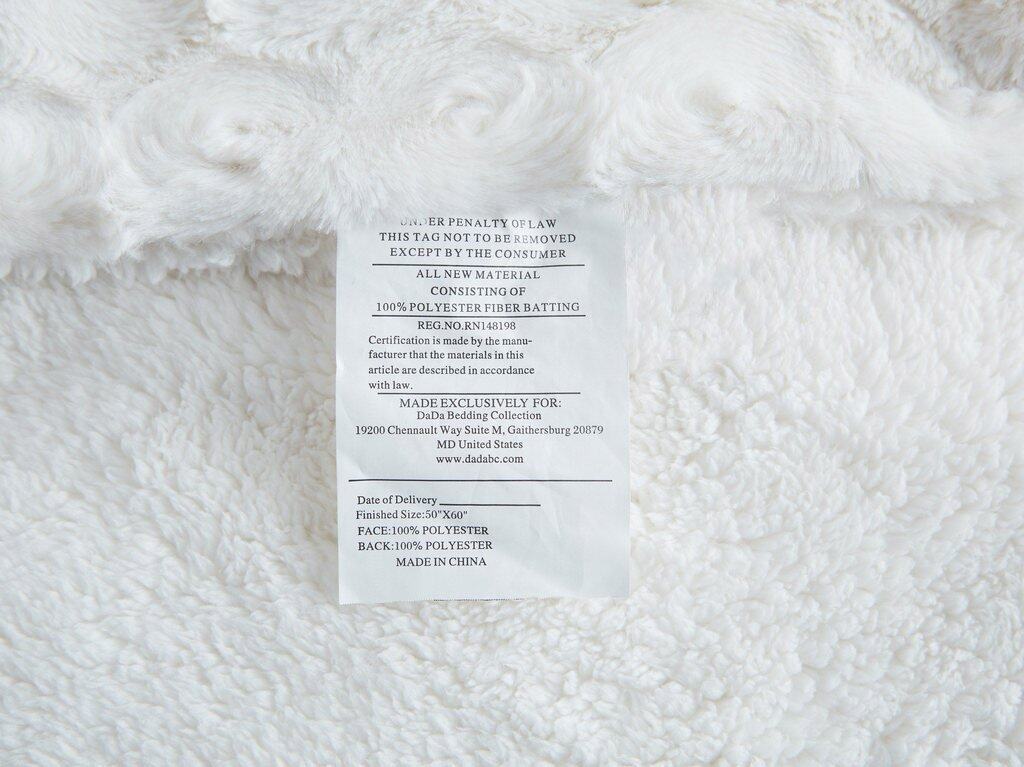 UNDER PENALTY OF LAW
THIS TAG NOT TO BE REMOVED
EXCEPT BY THE CONSUMER
ALL NEW MATERIAL
CONSISTING OF
100% POLYESTER FIBER BATTING
REG.NO.RN148198
Certification is made by the manu-
facturer that the materials in this
article are described in accordance
with law.
MADE EXCLUSIVELY FOR:
DaDa Bedding Collection
19200 Chennault Way Suite M, Gaithersburg 20879
MD United States
www.dadabc.com
Date of Delivery
Finished Size:50"X60"
FACE:100% POLYESTER
BACK:100% POLYESTER
MADE IN CHINA